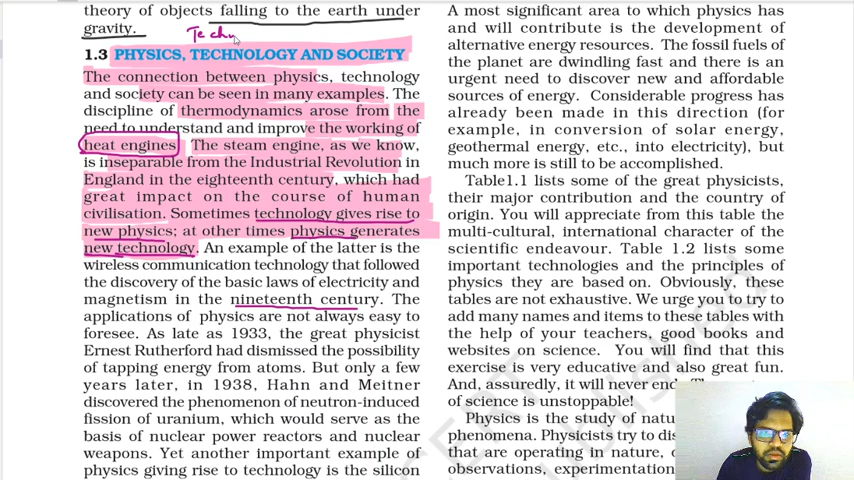 theory of objects falling to the earth under
gravity.
Techn
1.3 PHYSICS, TECHNOLOGY AND SOCIETY
The connection between physics, technology
and society can be seen in many examples. The
discipline of thermodynamics arose from the
need to understand and improve the working of
heat engines. The steam engine, as we know,
is inseparable from the Industrial Revolution in
England in the eighteenth century, which had
great impact on the course of human
civilisation. Sometimes technology gives rise to
new physics; at other times physics generates
new technology. An example of the latter is the
wireless communication technology that followed
the discovery of the basic laws of electricity and
magnetism in the nineteenth century. The
applications of physics are not always easy to
foresee. As late as 1933, the great physicist
Ernest Rutherford had dismissed the possibility
of tapping energy from atoms. But only a few
years later, in 1938, Hahn and Meitner
discovered the phenomenon of neutron-induced
fission of uranium, which would serve as the
basis of nuclear power reactors and nuclear
weapons. Yet another important example of
physics giving rise to technology is the silicon
A most significant area to which physics has
and will contribute is the development of
alternative energy resources. The fossil fuels of
the planet are dwindling fast and there is an
urgent need to discover new and affordable
sources of energy. Considerable progress has
already been made in this direction (for
example, in conversion of solar energy,
geothermal energy, etc., into electricity), but
much more is still to be accomplished.
Table1.1 lists some of the great physicists,
their major contribution and the country of
origin. You will appreciate from this table the
multi-cultural, international character of the
scientific endeavour. Table 1.2 lists some
important technologies and the principles of
physics they are based on. Obviously, these
tables are not exhaustive. We urge you to try to
add many names and items to these tables with
the help of your teachers, good books and
websites on science. You will find that this
exercise is very educative and also great fun.
And, assuredly, it will never end.
of science is unstoppable!
Physics is the study of
phenomena. Physicists try to
that are operating in nature,
observations, experimentation